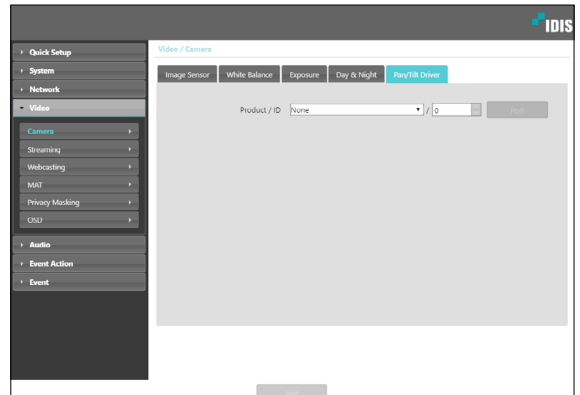 IDIS
Quick Setup
System
Network
Video
Camera
Streaming
Webcasting
MAT
Privacy Masking
OSD
Audio
Event Action
Event
Video / Camera
Image Sensor White Balance Exposure Day & Night Pan/Tilt Driver
Product / ID None / 0 Port